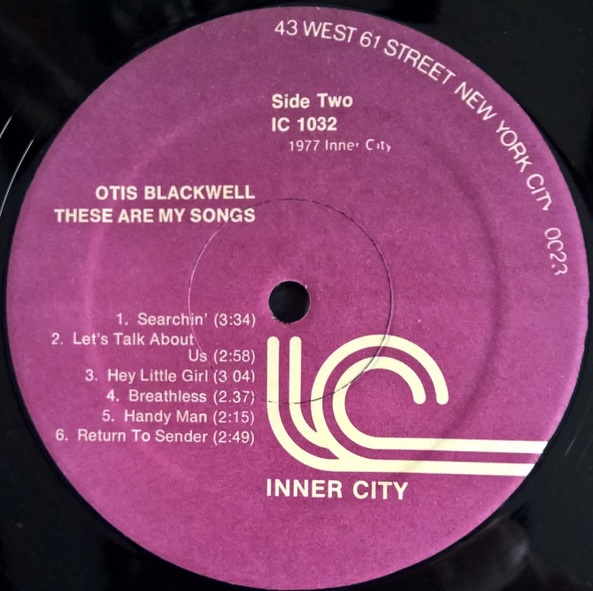 43 WEST 61 STREET NEW YORK CITY 0023
Side Two
IC 1032
1977 Inner City
OTIS BLACKWELL
THESE ARE MY SONGS
1. Searchin' (3:34)
2. Let's Talk About
Us (2:58)
3. Hey Little Girl (3 04)
4. Breathless (2.37)
5. Handy Man (2:15)
6. Return To Sender (2:49)
IC
INNER CITY